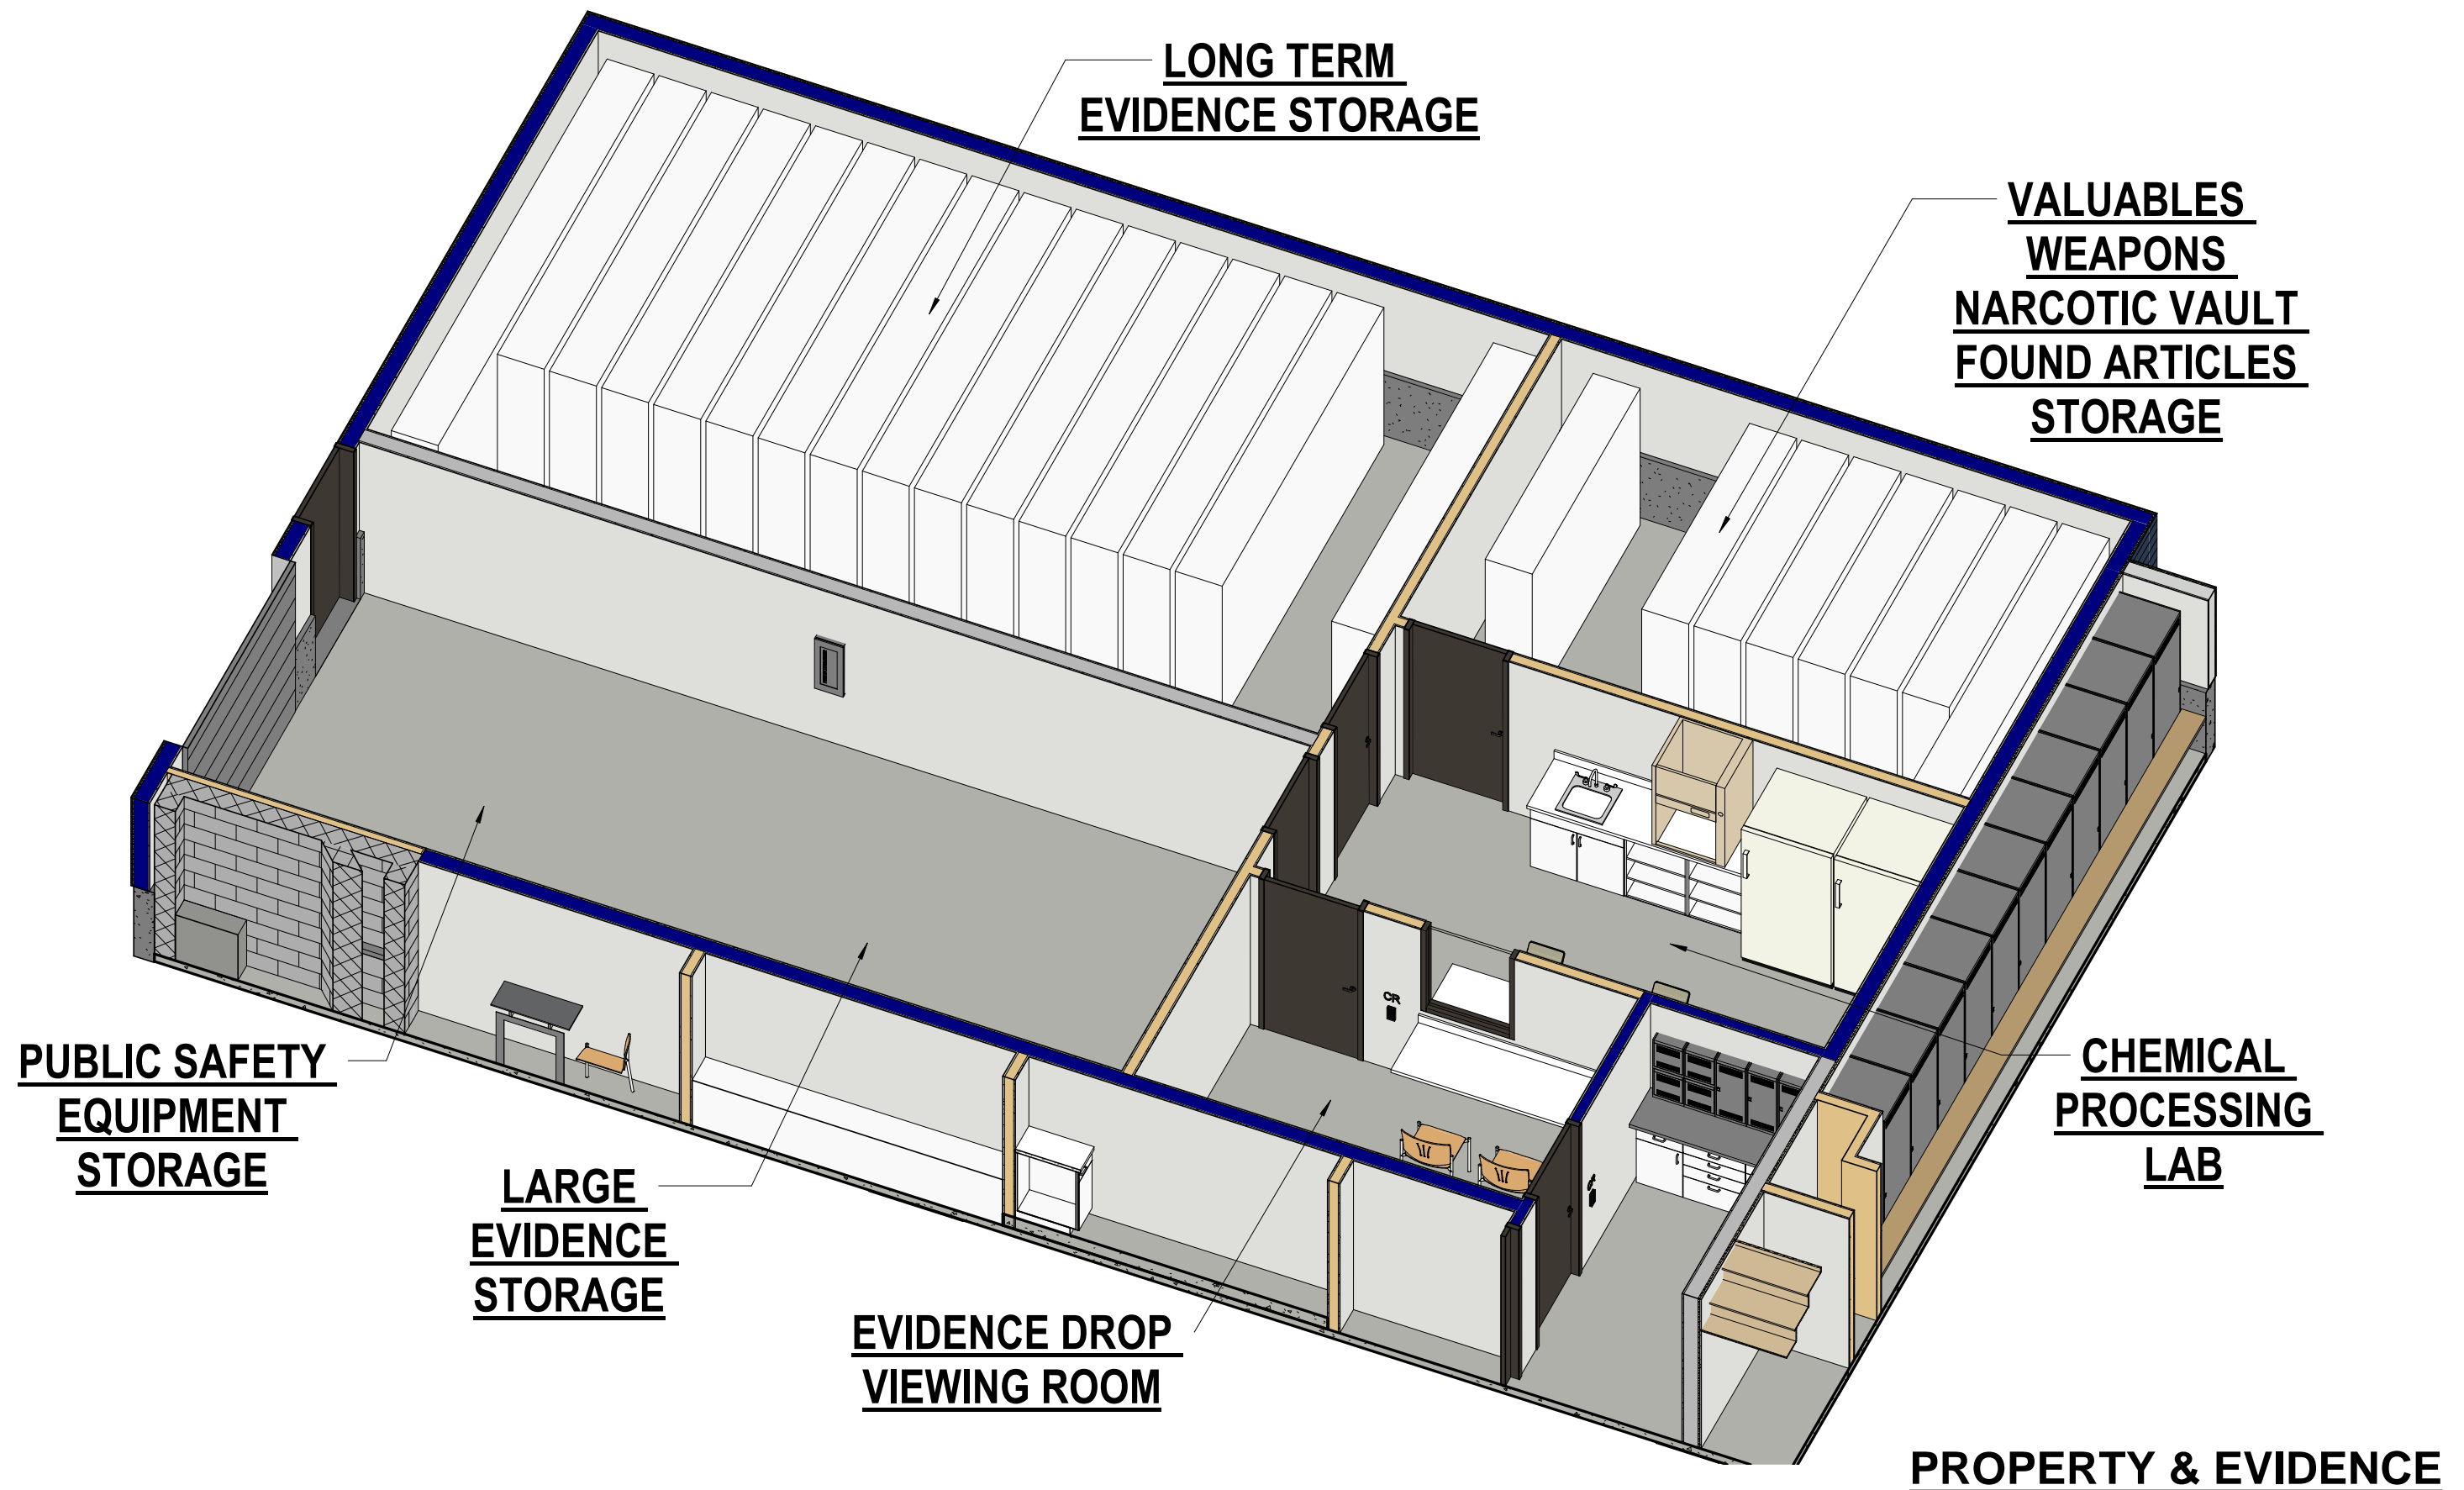 LONG TERM
EVIDENCE STORAGE
VALUABLES
WEAPONS
NARCOTIC VAULT
FOUND ARTICLES
STORAGE
PUBLIC SAFETY
EQUIPMENT
STORAGE
LARGE
EVIDENCE
STORAGE
EVIDENCE DROP
VIEWING ROOM
CR
CHEMICAL
PROCESSING
LAB
PROPERTY & EVIDENCE